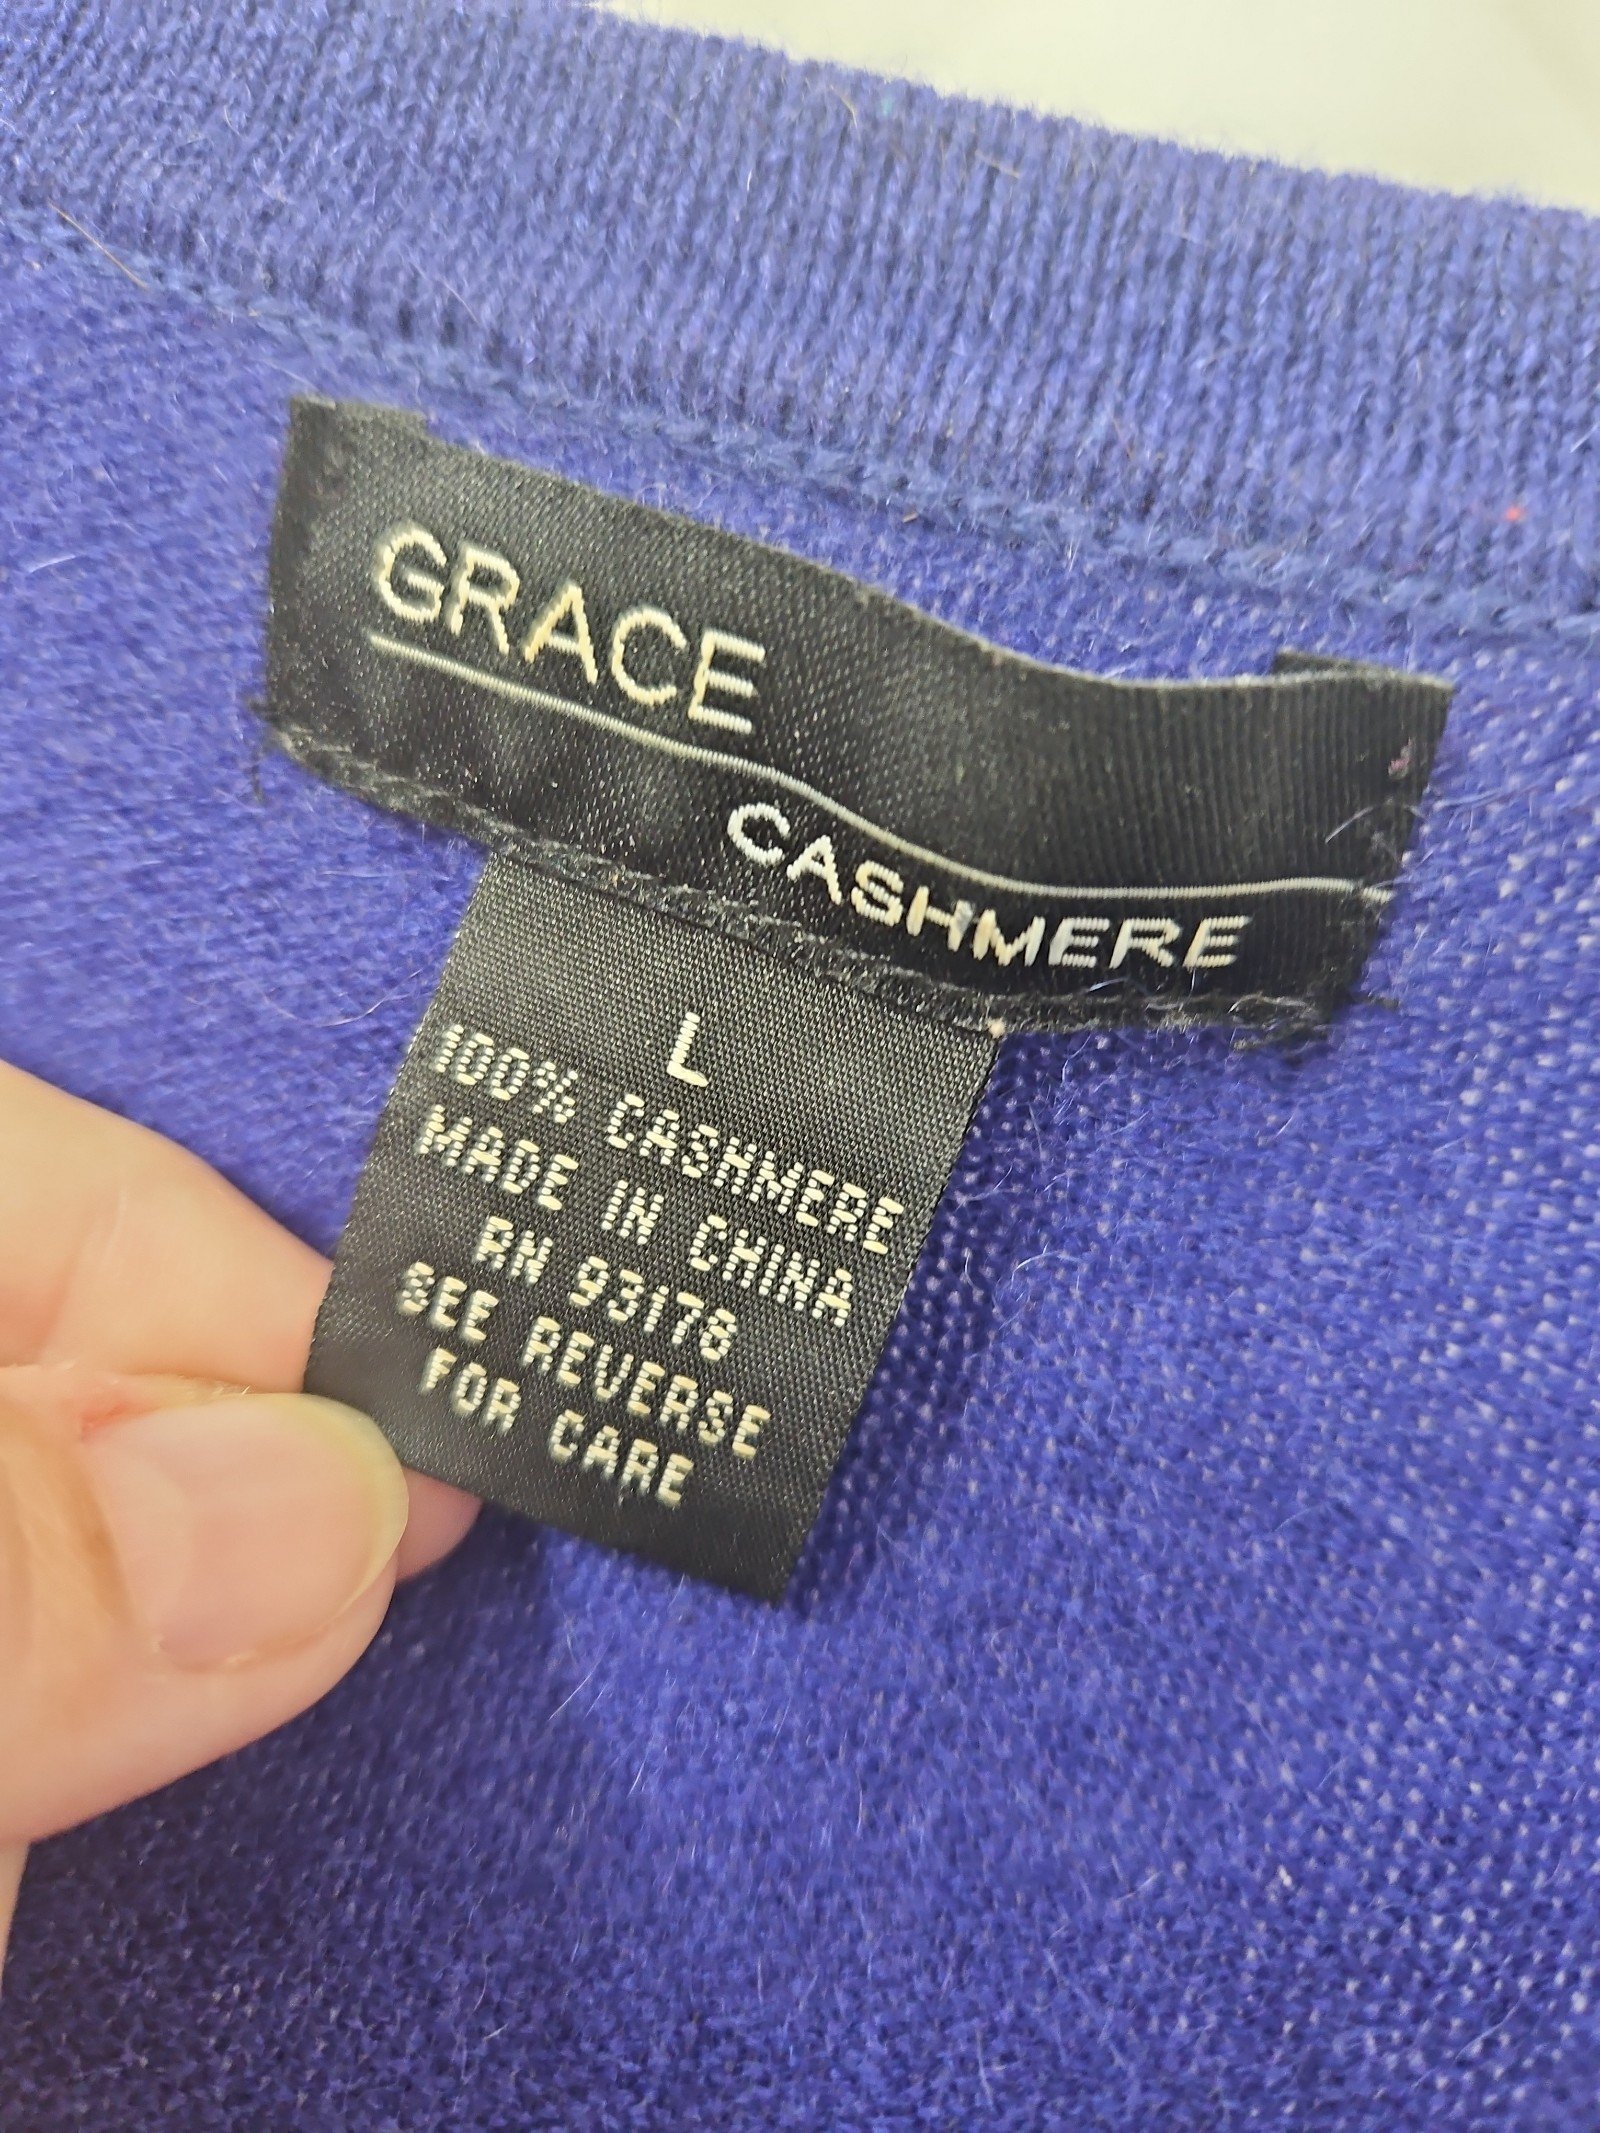 GRACE
CASHMERE
L
100% CASHMERE
MADE IN CHINA
RN 93178
SEE REVERSE
FOR CARE